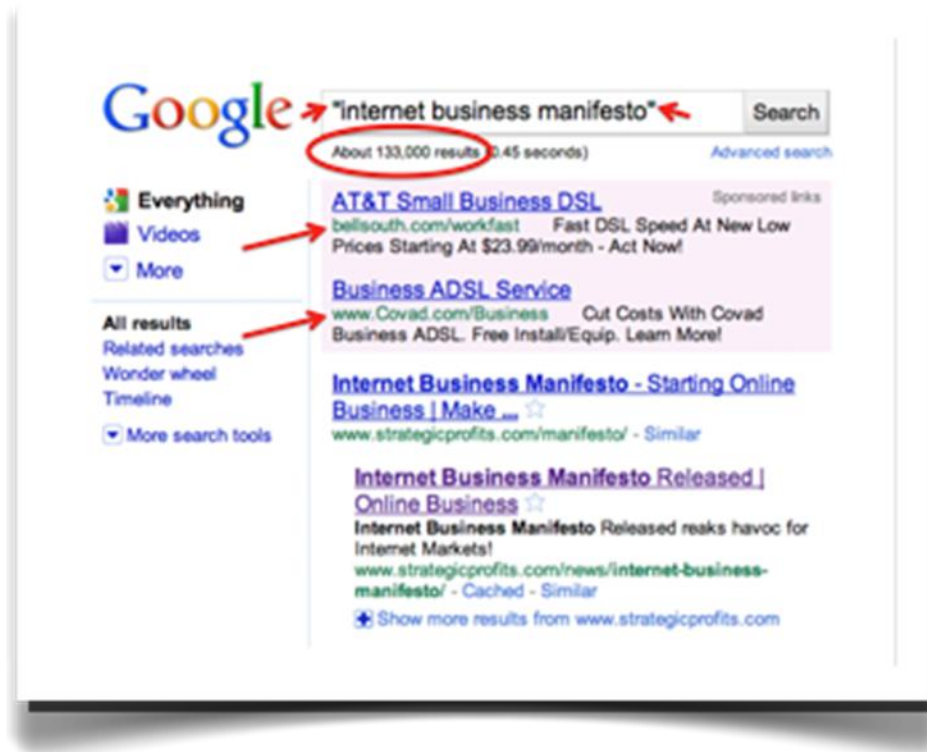 Google "internet business manifesto" Search
About 133,000 results (0.45 seconds) Advanced search
Everything
Videos
More
All results
Related searches
Wonder wheel
Timeline
More search tools
AT&T Small Business DSL Sponsored links
bellsouth.com/workfast Fast DSL Speed At New Low
Prices Starting At $23.99/month - Act Now!
Business ADSL Service
www.Covad.com/Business Cut Costs With Covad
Business ADSL. Free Install/Equip. Learn More!
Internet Business Manifesto - Starting Online
Business | Make ...
www.strategicprofits.com/manifesto/ - Similar
Internet Business Manifesto Released |
Online Business
Internet Business Manifesto Released reaks havoc for
Internet Markets!
www.strategicprofits.com/news/internet-business-
manifesto/ - Cached - Similar
Show more results from www.strategicprofits.com